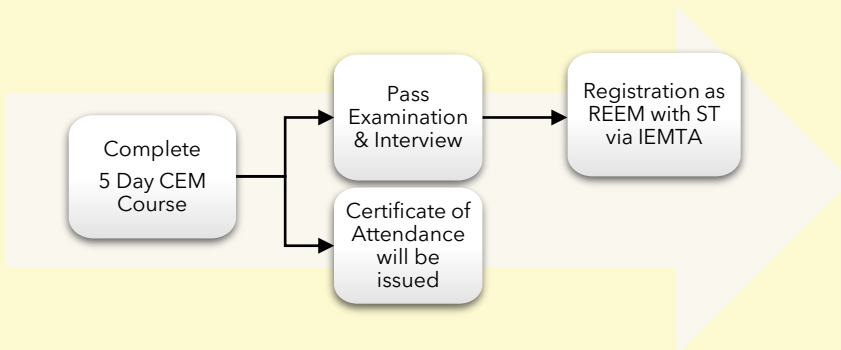 Complete
5 Day CEM
Course
Pass
Examination
& Interview
Registration as
REEM with ST
via IEMTA
Certificate of
Attendance
will be
issued